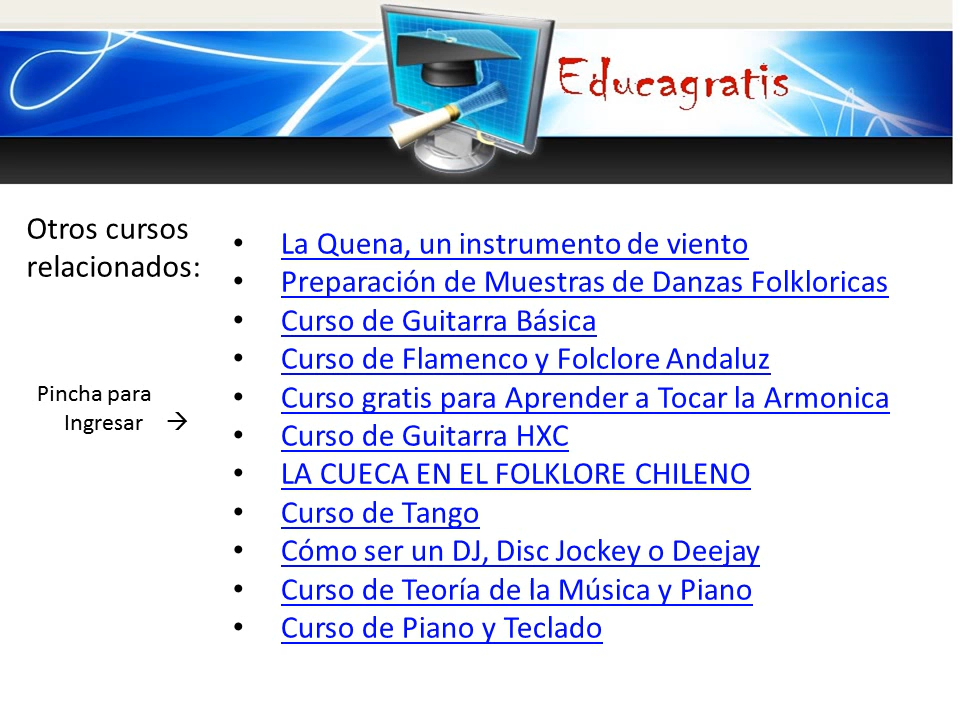 Educagratis
Otros cursos
relacionados:
Pincha para
Ingresar →
• La Quena, un instrumento de viento
• Preparación de Muestras de Danzas Folkloricas
• Curso de Guitarra Básica
• Curso de Flamenco y Folclore Andaluz
• Curso gratis para Aprender a Tocar la Armonica
• Curso de Guitarra HXC
• LA CUECA EN EL FOLKLORE CHILENO
• Curso de Tango
• Cómo ser un DJ, Disc Jockey o Deejay
• Curso de Teoría de la Música y Piano
• Curso de Piano y Teclado